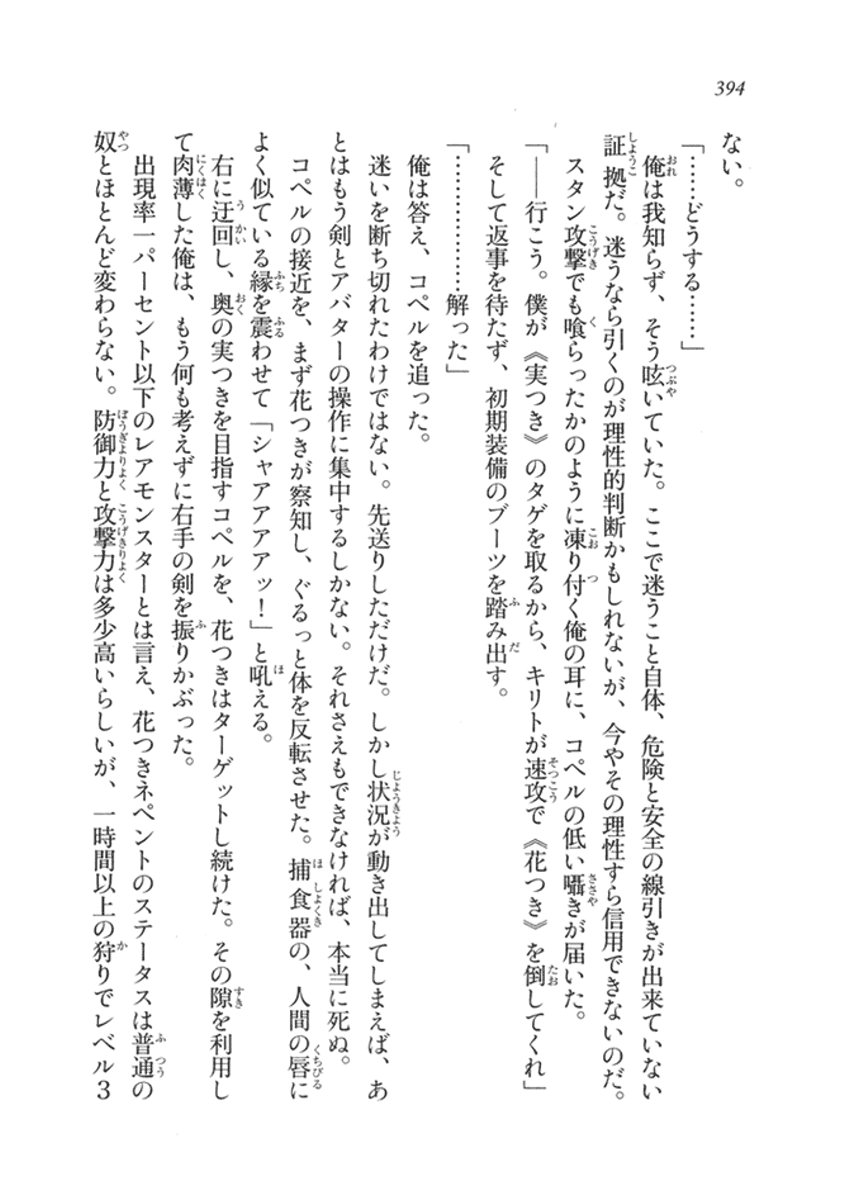 394
ない。
「……どうする……」
俺は我知らず、そう呟いていた。ここで迷うこと自体、危険と安全の線引きが出来ていない
証拠だ。迷うなら引くのが理性的判断かもしれないが、今やその理性すら信用できないのだ。
スタン攻撃でも喰らったかのように凍り付く俺の耳に、コペルの低い囁きが届いた。
「――行こう。僕が《実つき》のタゲを取るから、キリトが速攻で《花つき》を倒してくれ」
そして返事を待たず、初期装備のブーツを踏み出す。
「………………解った」
俺は答え、コペルを追った。
迷いを断ち切れたわけではない。先送りしただけだ。しかし状況が動き出してしまえば、あ
とはもう剣とアバターの操作に集中するしかない。それさえもできなければ、本当に死ぬ。
コペルの接近を、まず花つきが察知し、ぐるっと体を反転させた。捕食器の、人間の唇に
よく似ている縁を震わせて「シャアアアアッ！」と吼える。
右に迂回し、奥の実つきを目指すコペルを、花つきはターゲットし続けた。その隙を利用し
て肉薄した俺は、もう何も考えずに右手の剣を振りかぶった。
出現率一パーセント以下のレアモンスターとは言え、花つきネペントのステータスは普通の
奴とほとんど変わらない。防御力と攻撃力は多少高いらしいが、一時間以上の狩りでレベル3